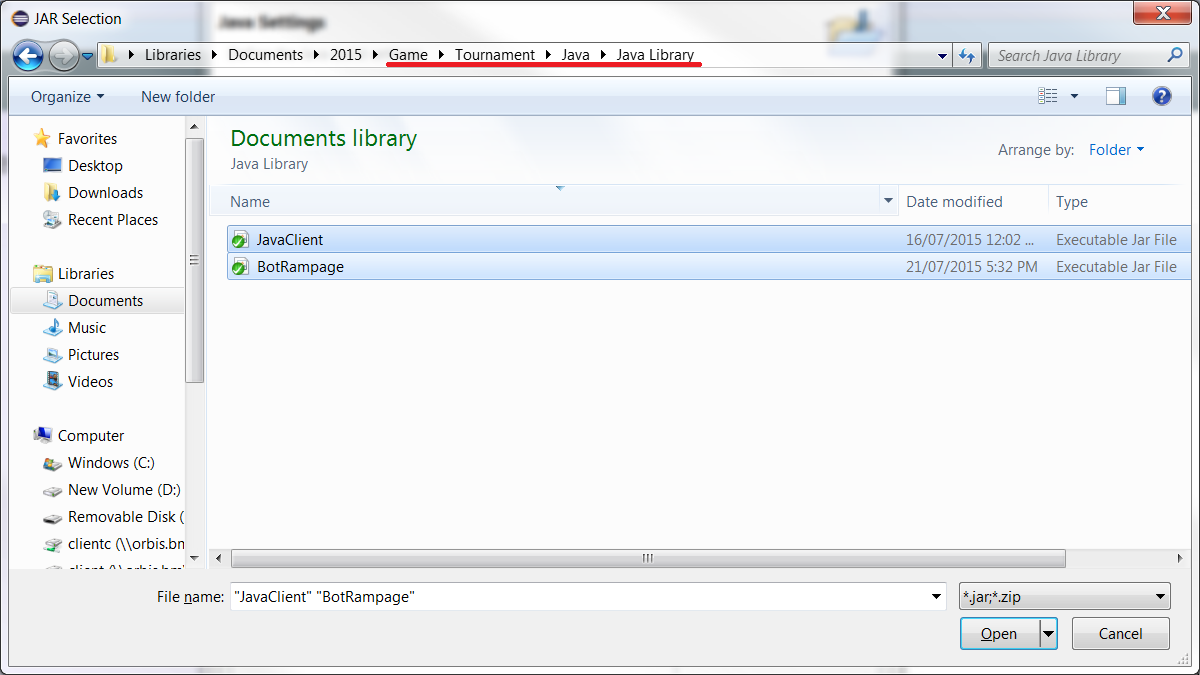 JAR Selection
Java Settings
Libraries Documents 2015 Game Tournament Java Java Library
Search Java Library
Organize New folder
Favorites
Desktop
Downloads
Recent Places
Libraries
Documents
Music
Pictures
Videos
Computer
Windows (C:)
New Volume (D:)
Removable Disk (
clientc (\\orbis.bn
Documents library
Java Library
Arrange by: Folder
Name Date modified Type
JavaClient 16/07/2015 12:02 ... Executable Jar File
BotRampage 21/07/2015 5:32 PM Executable Jar File
File name: "JavaClient" "BotRampage"
*.jar;*.zip
Open Cancel